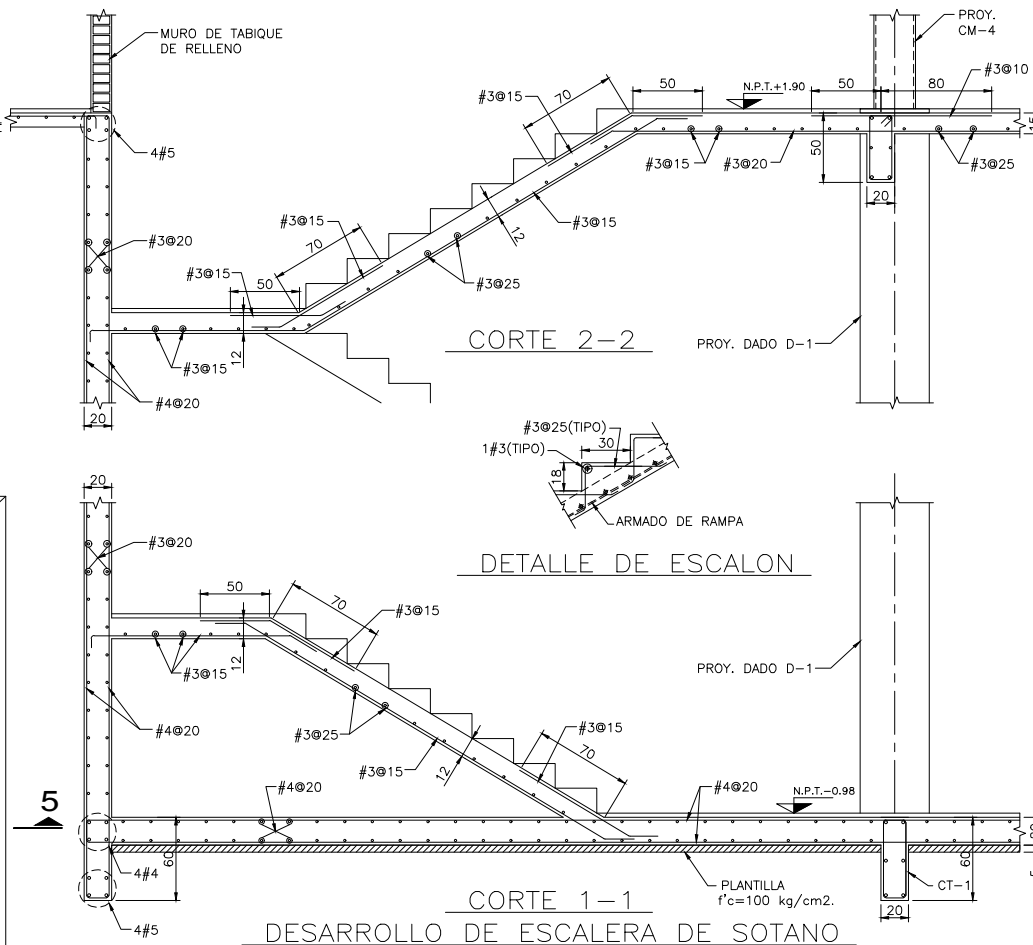 MURO DE TABIQUE
DE RELLENO
PROY.
CM-4
#3@15
70
50
N.P.T.+1.90
50
80
#3@10
4#5
50
#3@15
#3@20
#3@25
15
20
#3@20
#3@15
70
12
#3@15
#3@15
50
#3@25
12
#3@15
#4@20
20
CORTE 2-2
PROY. DADO D-1
#3@25(TIPO)
1#3(TIPO)
30
18
ARMADO DE RAMPA
DETALLE DE ESCALON
20
#3@20
50
70
#3@15
12
#3@15
#4@20
#3@25
#3@15
12
#3@15
70
PROY. DADO D-1
5
#4@20
#4@20
N.P.T.-0.98
60
60
4#4
4#5
PLANTILLA
f'c=100 kg/cm2.
CT-1
20
CORTE 1-1
DESARROLLO DE ESCALERA DE SOTANO